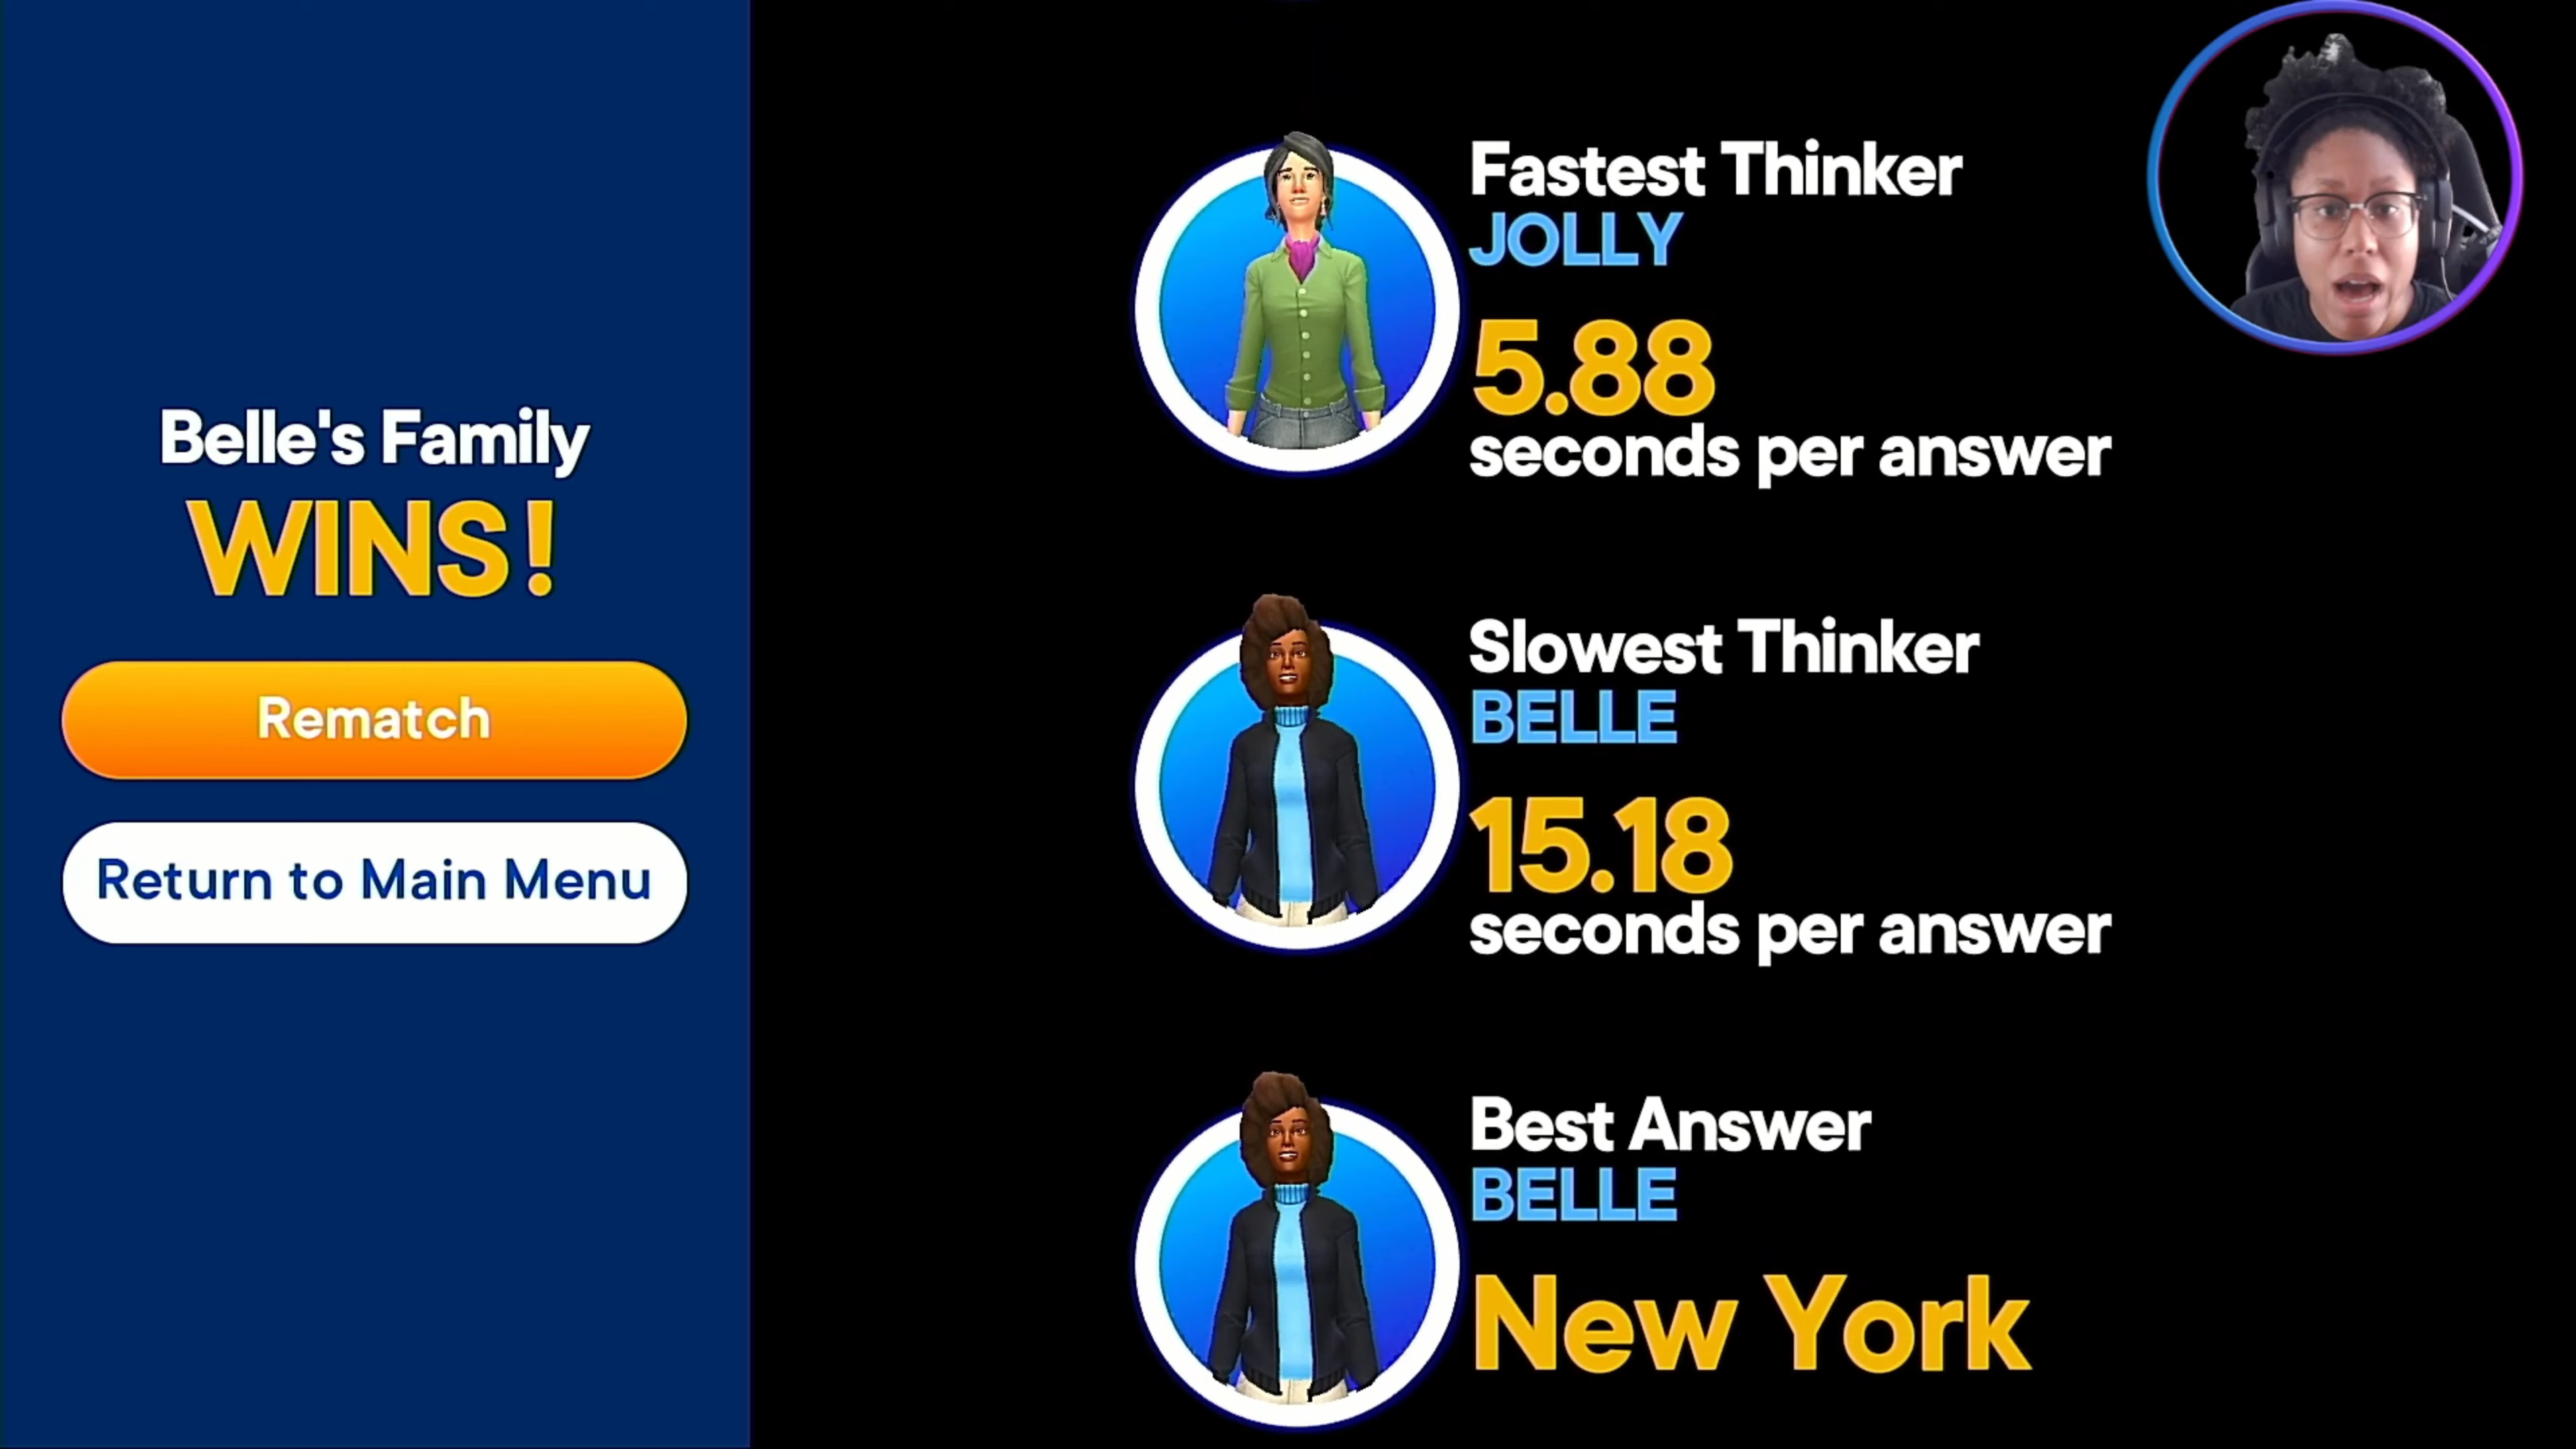 Belle's Family
WINS!
Rematch
Return to Main Menu
Fastest Thinker
JOLLY
5.88
seconds per answer
Slowest Thinker
BELLE
15.18
seconds per answer
Best Answer
BELLE
New York